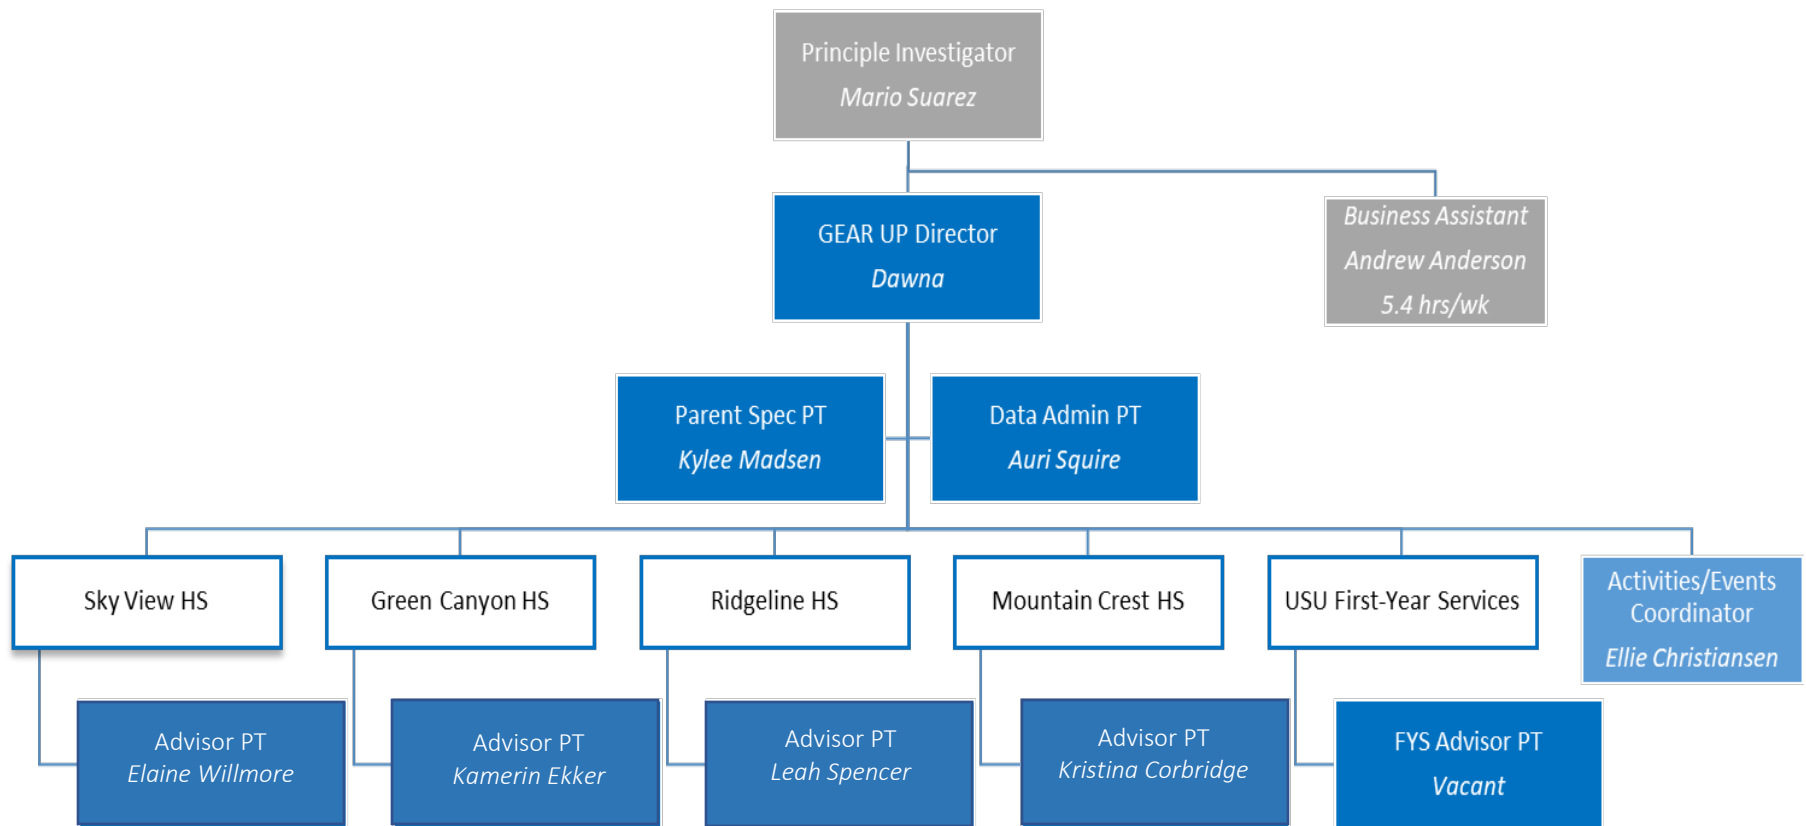 Principle Investigator
Mario Suarez
GEAR UP Director
Dawna
Business Assistant
Andrew Anderson
5.4 hrs/wk
Parent Spec PT
Kylee Madsen
Data Admin PT
Auri Squire
Sky View HS
Green Canyon HS
Ridgeline HS
Mountain Crest HS
USU First-Year Services
Activities/Events
Coordinator
Ellie Christiansen
Advisor PT
Elaine Willmore
Advisor PT
Kamerin Ekker
Advisor PT
Leah Spencer
Advisor PT
Kristina Corbridge
FYS Advisor PT
Vacant